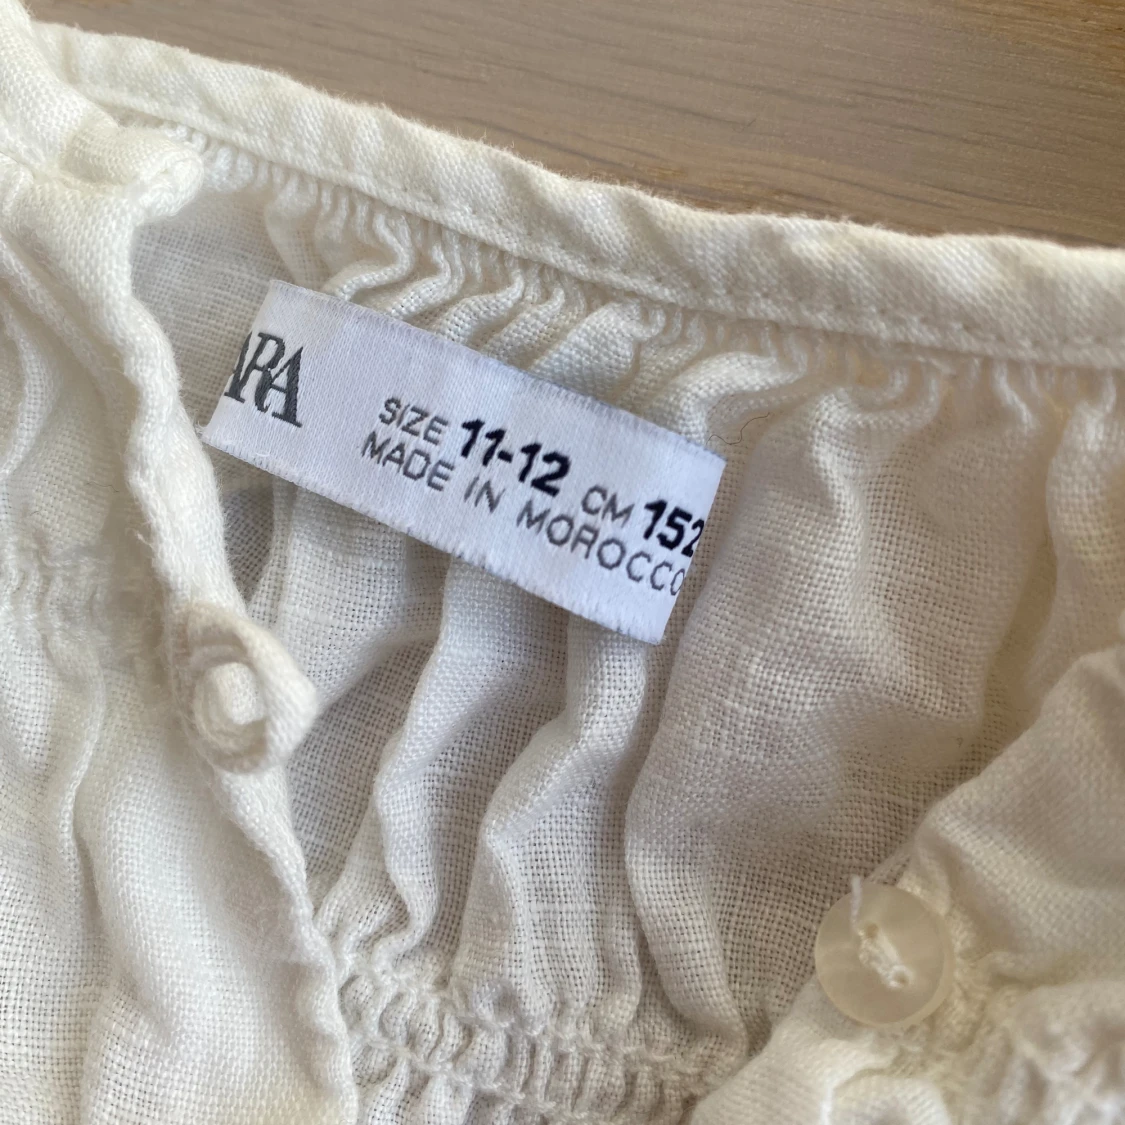 ARA
SIZE 11-12 CM 152
MADE IN MOROCCO